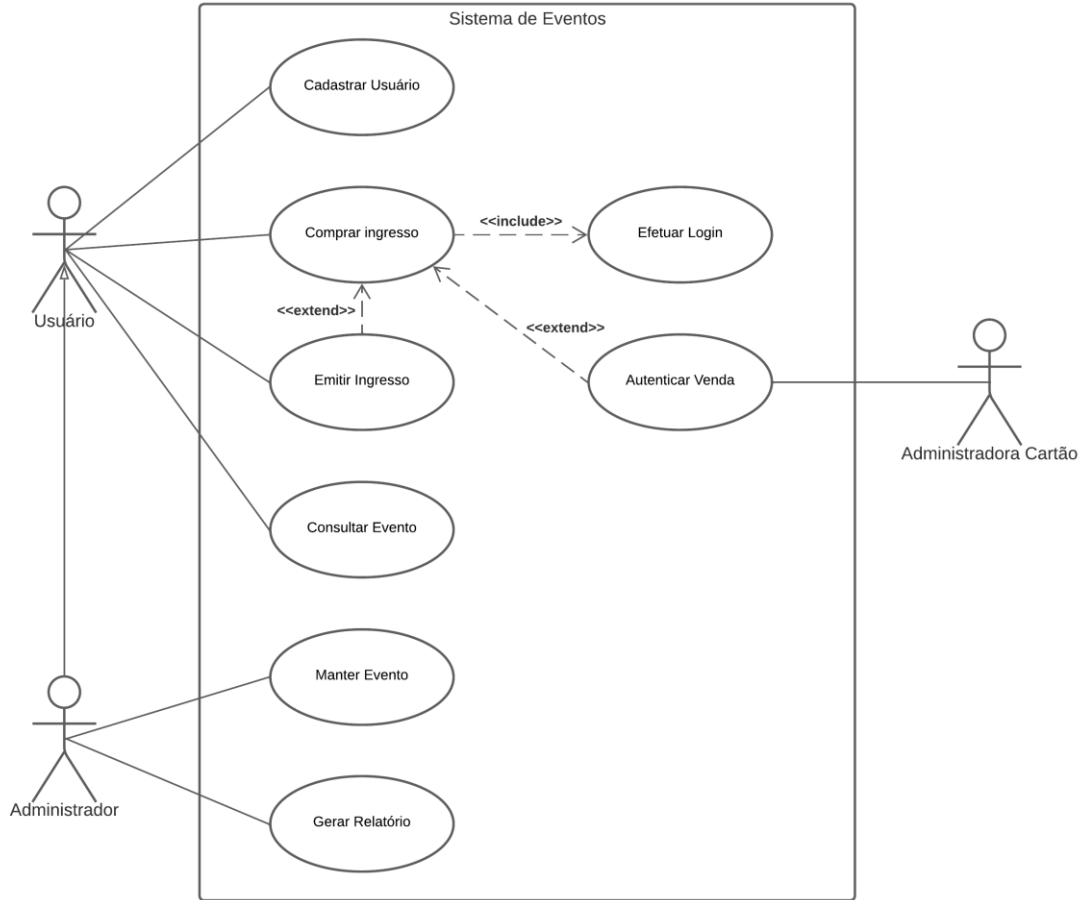 Sistema de Eventos
Cadastrar Usuário
Comprar ingresso
<<include>>
Efetuar Login
<<extend>>
<<extend>>
Usuário
Emitir Ingresso
Autenticar Venda
Administradora Cartão
Consultar Evento
Manter Evento
Administrador
Gerar Relatório